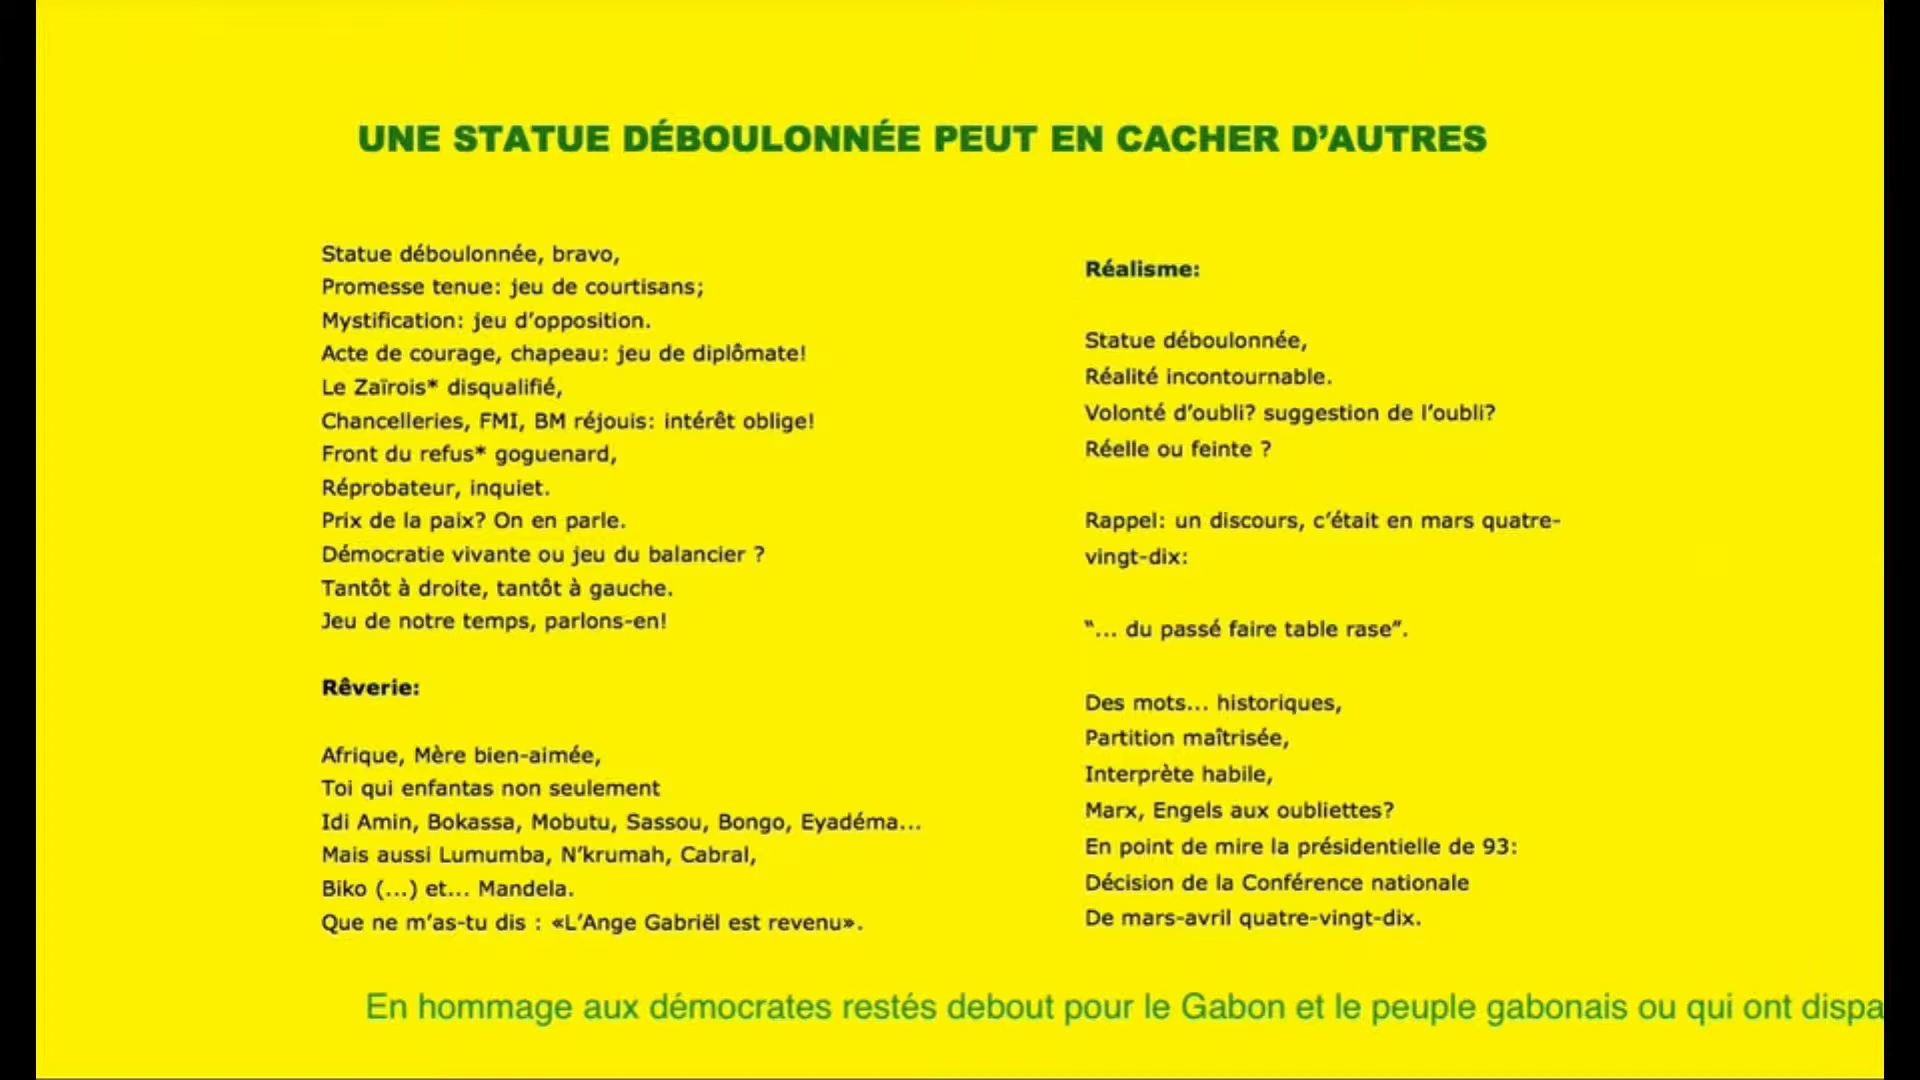 UNE STATUE DÉBOULONNÉE PEUT EN CACHER D’AUTRES
Statue déboulonnée, bravo,
Promesse tenue: jeu de courtisans;
Mystification: jeu d’opposition.
Acte de courage, chapeau: jeu de diplômate!
Le Zaïrois* disqualifié,
Chancelleries, FMI, BM réjouis: intérêt oblige!
Front du refus* goguenard,
Réprobateur, inquiet.
Prix de la paix? On en parle.
Démocratie vivante ou jeu du balancier ?
Tantôt à droite, tantôt à gauche.
Jeu de notre temps, parlons-en!
Rêverie:
Afrique, Mère bien-aimée,
Toi qui enfantas non seulement
Idi Amin, Bokassa, Mobutu, Sassou, Bongo, Eyadéma...
Mais aussi Lumumba, N’krumah, Cabral,
Biko (...) et... Mandela.
Que ne m’as-tu dis : «L’Ange Gabriël est revenu».
Réalisme:
Statue déboulonnée,
Réalité incontournable.
Volonté d’oubli? suggestion de l’oubli?
Réelle ou feinte ?
Rappel: un discours, c’était en mars quatre-
vingt-dix:
“... du passé faire table rase”.
Des mots... historiques,
Partition maîtrisée,
Interprète habile,
Marx, Engels aux oubliettes?
En point de mire la présidentielle de 93:
Décision de la Conférence nationale
De mars-avril quatre-vingt-dix.
En hommage aux démocrates restés debout pour le Gabon et le peuple gabonais ou qui ont dispa